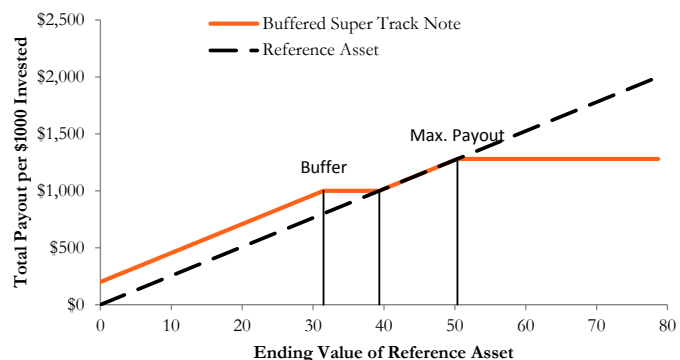 Buffered Super Track Note
Reference Asset
Total Payout per $1000 Invested
$2,500
$2,000
$1,500
$1,000
$500
$0
Max. Payout
Buffer
0 10 20 30 40 50 60 70 80
Ending Value of Reference Asset